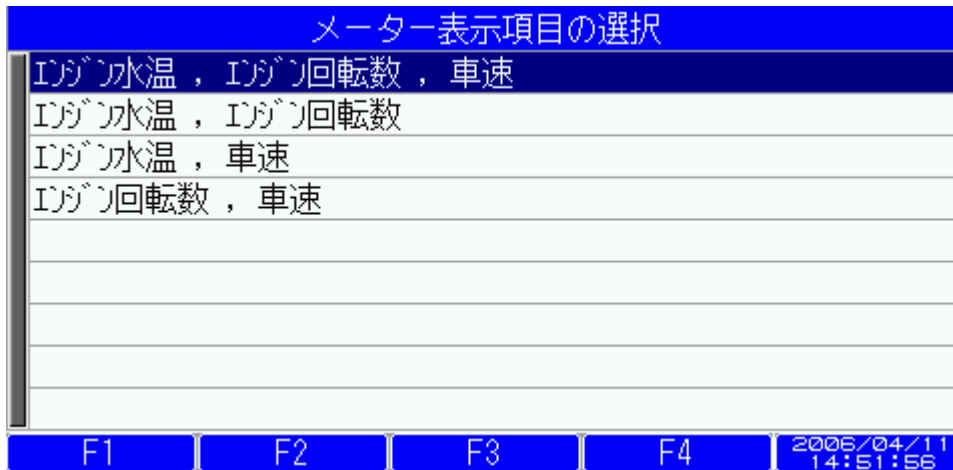 メーター表示項目の選択
ｴﾝｼﾞﾝ水温 , ｴﾝｼﾞﾝ回転数 , 車速
ｴﾝｼﾞﾝ水温 , ｴﾝｼﾞﾝ回転数
ｴﾝｼﾞﾝ水温 , 車速
ｴﾝｼﾞﾝ回転数 , 車速
F1 F2 F3 F4 2006/04/11
14:51:56